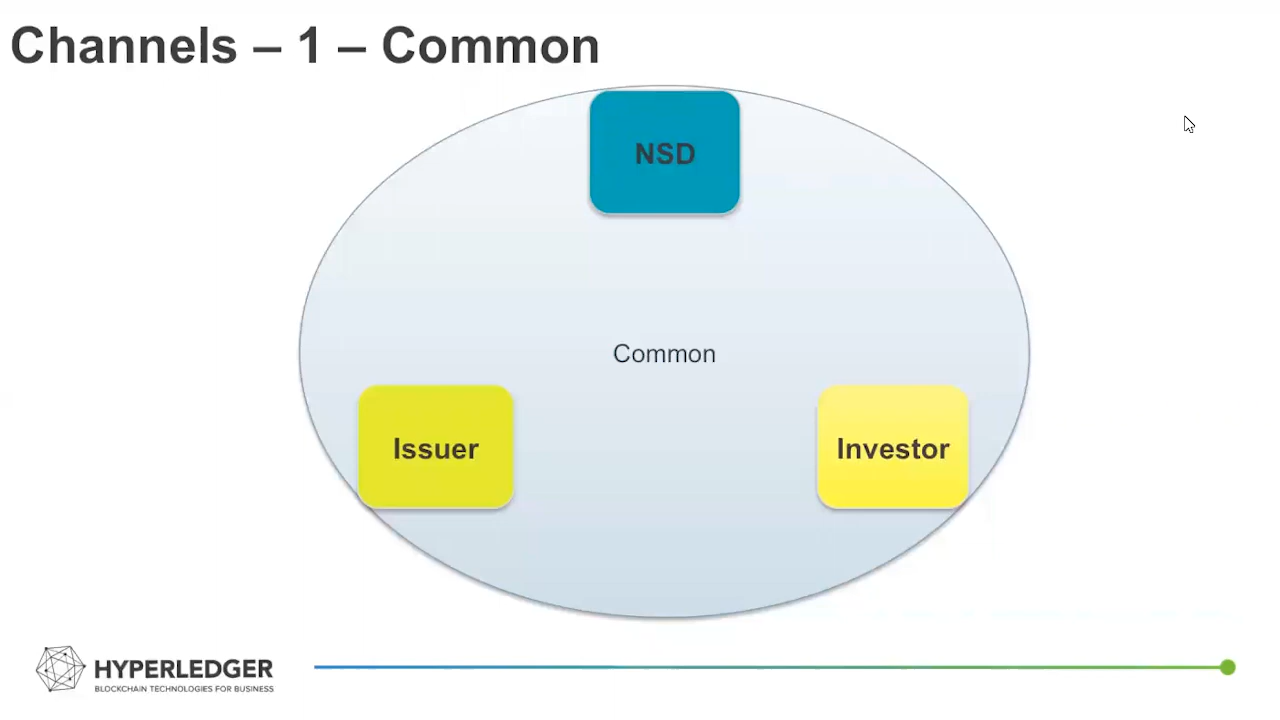 Channels – 1 – Common
NSD
Common
Issuer
Investor
HYPERLEDGER
BLOCKCHAIN TECHNOLOGIES FOR BUSINESS